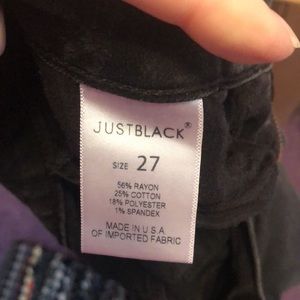 JUSTBLACK®
SIZE 27
56% RAYON
25% COTTON
18% POLYESTER
1% SPANDEX
MADE IN U.S.A
OF IMPORTED FABRIC